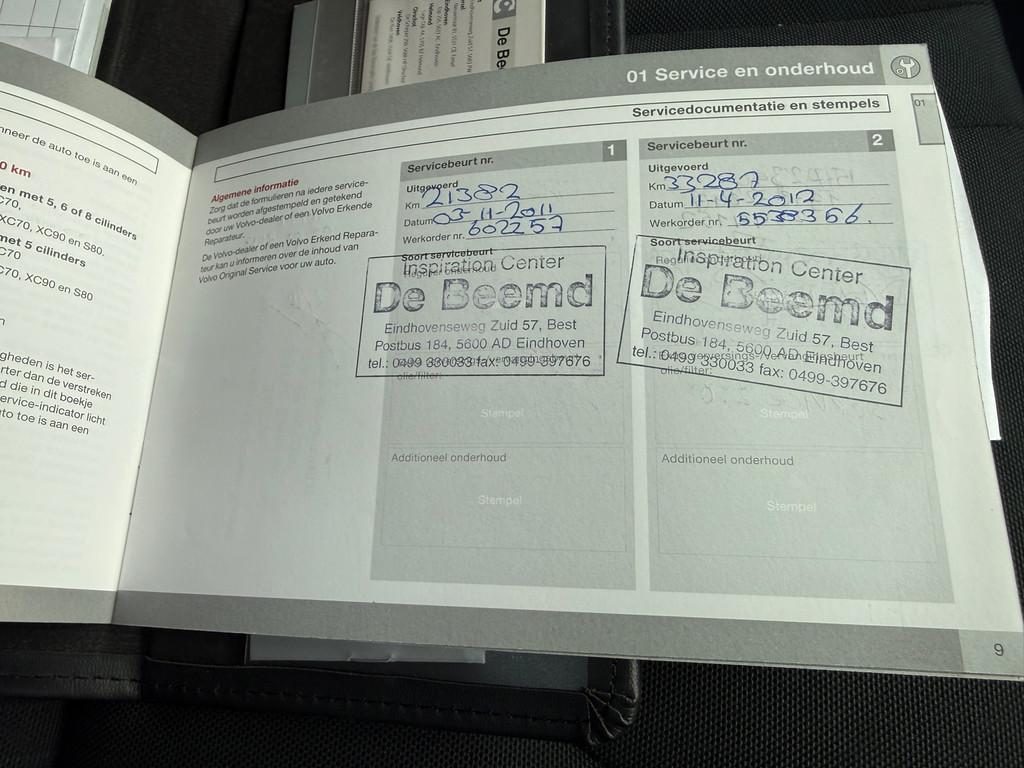 De Be
nneer de auto toe is aan een
0 km
en met 5, 6 of 8 cilinders
C70,
XC70, XC90 en S80.
met 5 cilinders
C70
C70, XC90 en S80
gheden is het ser-
rter dan de verstreken
d die in dit boekje
ervice-indicator licht
uto toe is aan een
01 Service en onderhoud
01
Servicedocumentatie en stempels
Algemene informatie
Zorg dat de formulieren na iedere service-
beurt worden afgestempeld en getekend
door uw Volvo-dealer of een Volvo Erkende
Reparateur.
De Volvo-dealer of een Volvo Erkend Repara-
teur kan u informeren over de inhoud van
Volvo Original Service voor uw auto.
Servicebeurt nr. 1
Uitgevoerd
Km 21382
Datum 03-11-2011
Werkorder nr. 602257
Soort servicebeurt
Inspiration Center
De Beemd
Eindhovenseweg Zuid 57, Best
Postbus 184, 5600 AD Eindhoven
tel.: 0499 330033 fax: 0499-397676
olie/filter:
Stempel
Additioneel onderhoud
Stempel
Servicebeurt nr. 2
Uitgevoerd
Km 33287
Datum 11-4-2012
Werkorder nr.
Soort servicebeurt
Inspiration Center
De Beemd
Eindhovenseweg Zuid 57, Best
Postbus 184, 5600 AD Eindhoven
tel.: 0499 330033 fax: 0499-397676
olie/filter:
Stempel
Additioneel onderhoud
Stempel
9